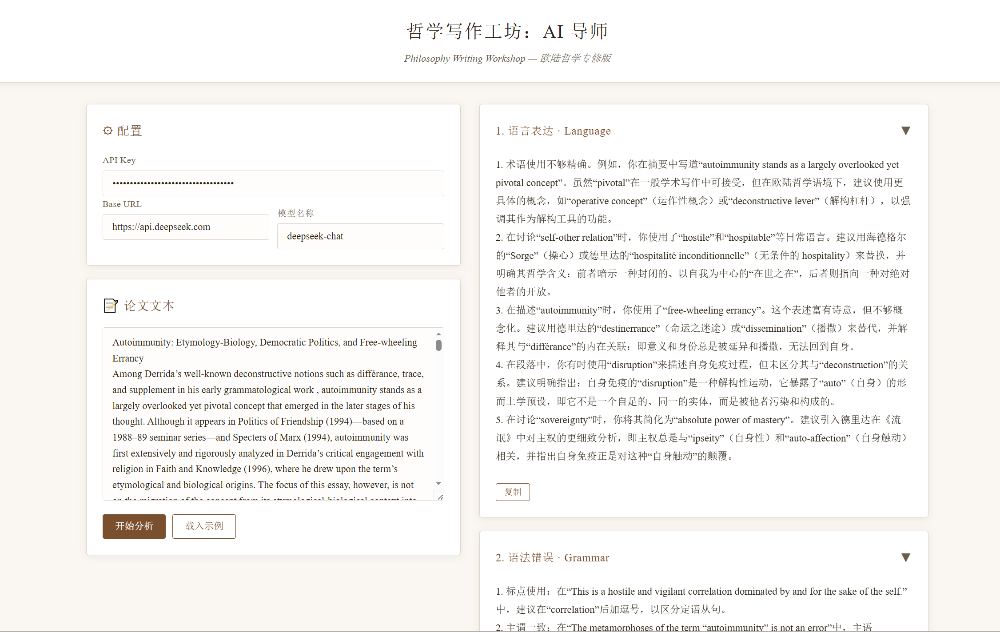 哲学写作工坊：AI 导师
Philosophy Writing Workshop — 欧陆哲学专修版
⚙ 配置
API Key
•••••••••••••••••••••••••••••••••••
Base URL
https://api.deepseek.com
模型名称
deepseek-chat
📝 论文文本
Autoimmunity: Etymology-Biology, Democratic Politics, and Free-wheeling
Errancy
Among Derrida’s well-known deconstructive notions such as différance, trace,
and supplement in his early grammatological work , autoimmunity stands as a
largely overlooked yet pivotal concept that emerged in the later stages of his
thought. Although it appears in Politics of Friendship (1994)—based on a
1988–89 seminar series—and Specters of Marx (1994), autoimmunity was
first extensively and rigorously analyzed in Derrida’s critical engagement with
religion in Faith and Knowledge (1996), where he drew upon the term’s
etymological and biological origins. The focus of this essay, however, is not
on the migration of the concept from its etymological-biological context into
开始分析
载入示例
1. 语言表达 · Language
▼
1. 术语使用不够精确。例如，你在摘要中写道“autoimmunity stands as a largely overlooked yet
pivotal concept”。虽然“pivotal”在一般学术写作中可接受，但在欧陆哲学语境下，建议使用更
具体的概念，如“operative concept”（运作性概念）或“deconstructive lever”（解构杠杆），以强
调其作为解构工具的功能。
2. 在讨论“self-other relation”时，你使用了“hostile”和“hospitable”等日常语言。建议用海德格尔
的“Sorge”（操心）或德里达的“hospitalité inconditionnelle”（无条件的 hospitality）来替换，并
明确其哲学含义：前者暗示一种封闭的、以自我为中心的“在世之在”，后者则指向一种对绝对
他者的开放。
3. 在描述“autoimmunity”时，你使用了“free-wheeling errancy”。这个表述富有诗意，但不够概
念化。建议用德里达的“destinerrance”（命运之迷途）或“dissemination”（播撒）来替代，并解
释其与“différance”的内在关联：即意义和身份总是被延异和播撒，无法回到自身。
4. 在段落中，你有时使用“disruption”来描述自身免疫过程，但未区分其与“deconstruction”的关
系。建议明确指出：自身免疫的“disruption”是一种解构性运动，它暴露了“auto”（自身）的形
而上学预设，即它不是一个自足的、同一的实体，而是被他者污染和构成的。
5. 在讨论“sovereignty”时，你将其简化为“absolute power of mastery”。建议引入德里达在《流
氓》中对主权的更细致分析，即主权总是与“ipseity”（自身性）和“auto-affection”（自身触动）
相关，并指出自身免疫正是对这种“自身触动”的颠覆。
复制
2. 语法错误 · Grammar
▼
1. 标点使用：在“This is a hostile and vigilant correlation dominated by and for the sake of the self.”
中，建议在“correlation”后加逗号，以区分定语从句。
2. 主谓一致：在“The metamorphoses of the term “autoimmunity” is not an error”中，主语